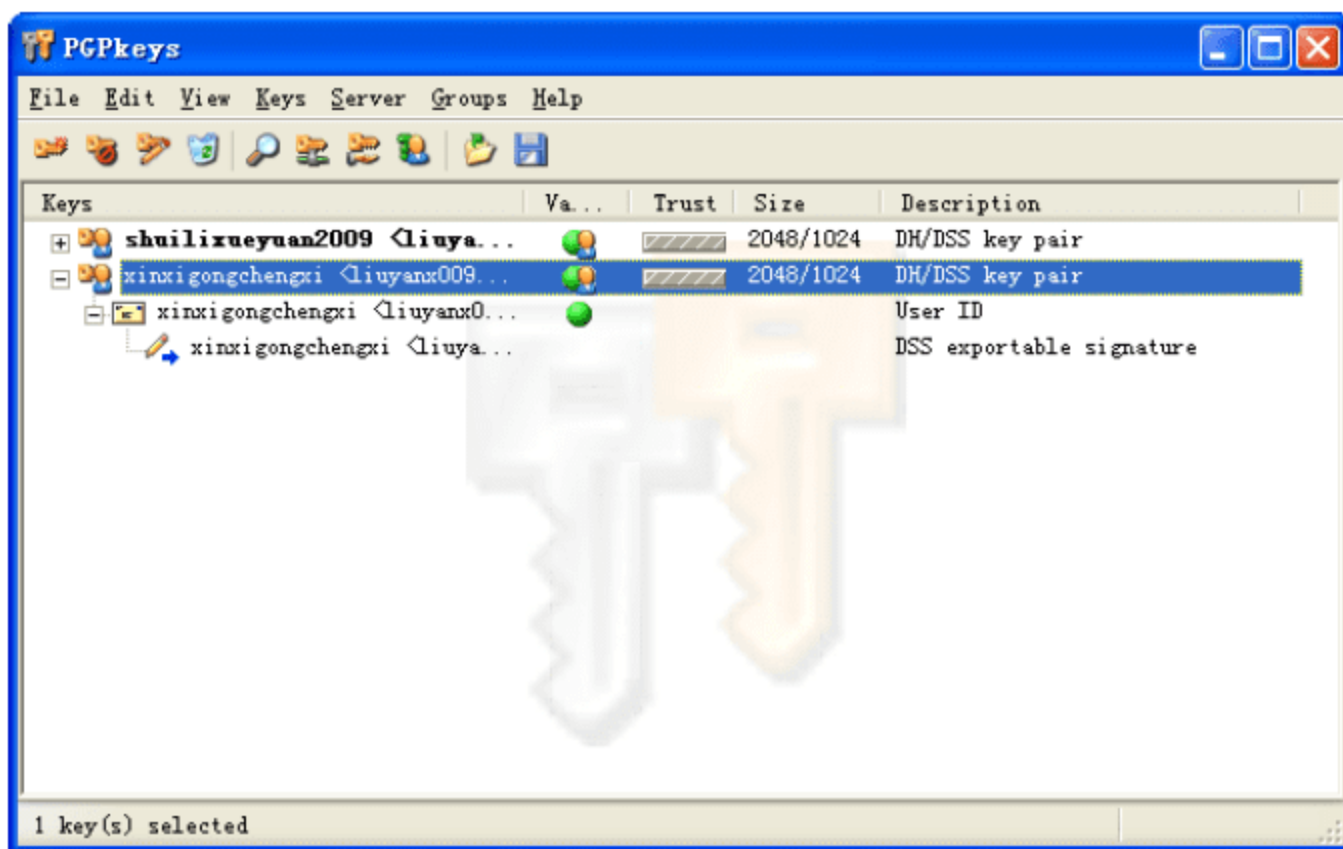 PGPkeys
File Edit View Keys Server Groups Help
Keys Va... Trust Size Description
shuilixueyuan2009 <liuya... 2048/1024 DH/DSS key pair
xinxigongchengxi <liuyanx009... 2048/1024 DH/DSS key pair
xinxigongchengxi <liuyanx0... User ID
xinxigongchengxi <liuya... DSS exportable signature
1 key(s) selected